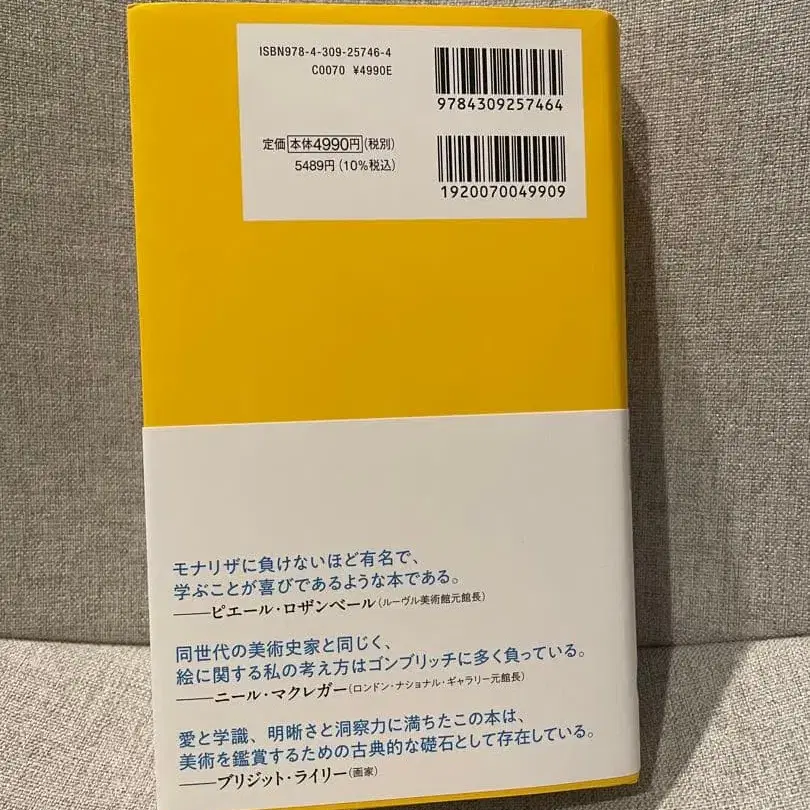 ISBN978-4-309-25746-4
C0070 ¥4990E
9784309257464
定価 本体4990円(税別)
5489円(10%税込)
1920070049909
モナリザに負けないほど有名で、
学ぶことが喜びであるような本である。
——ピエール・ロザンベール(ルーヴル美術館元館長)
同世代の美術史家と同じく、
絵に関する私の考え方はゴンブリッチに多く負っている。
——ニール・マクレガー(ロンドン・ナショナル・ギャラリー元館長)
愛と学識、明晰さと洞察力に満ちたこの本は、
美術を鑑賞するための古典的な礎石として存在している。
——ブリジット・ライリー(画家)